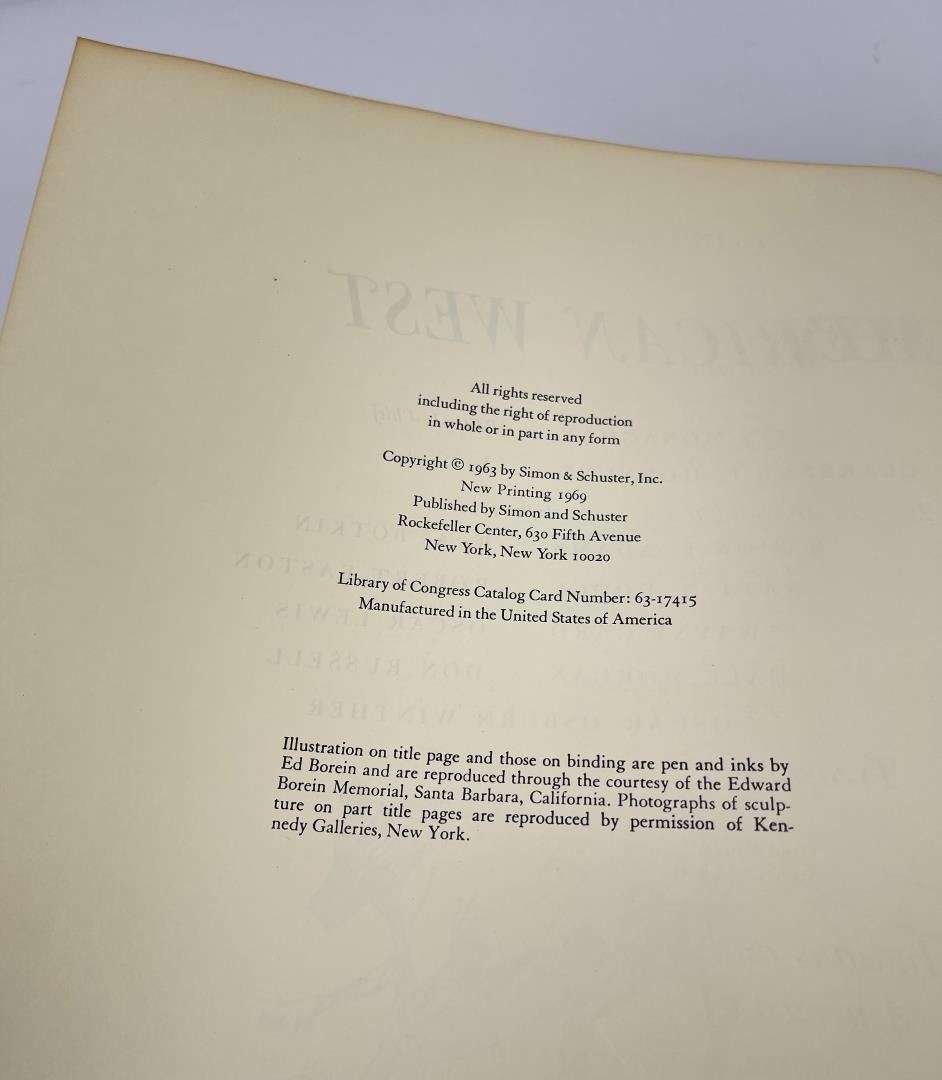 All rights reserved
including the right of reproduction
in whole or in part in any form
Copyright © 1963 by Simon & Schuster, Inc.
New Printing 1969
Published by Simon and Schuster
Rockefeller Center, 630 Fifth Avenue
New York, New York 10020
Library of Congress Catalog Card Number: 63-17415
Manufactured in the United States of America
Illustration on title page and those on binding are pen and inks by
Ed Borein and are reproduced through the courtesy of the Edward
Borein Memorial, Santa Barbara, California. Photographs of sculp-
ture on part title pages are reproduced by permission of Ken-
nedy Galleries, New York.